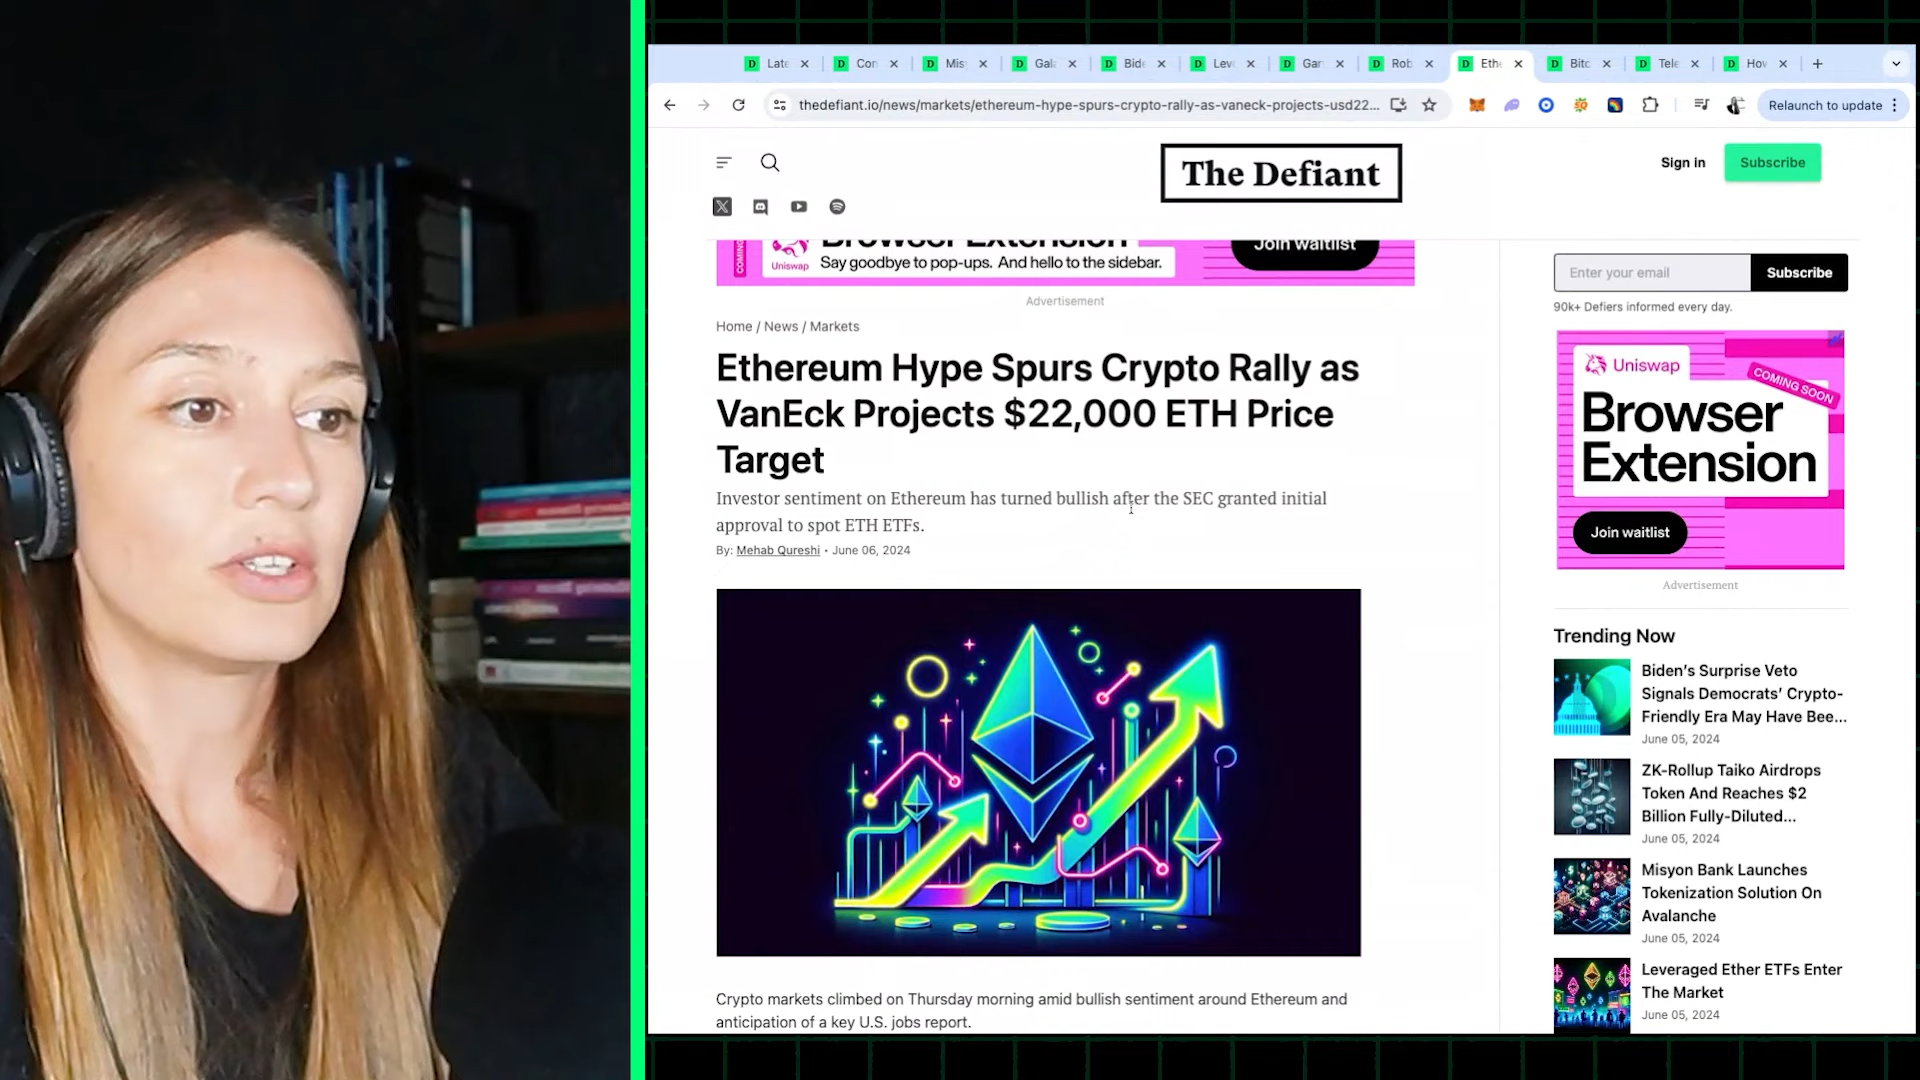 Late
Con
Mis
Gala
Bide
Lev
Gar
Rob
Eth
Bitc
Tele
How
thedefiant.io/news/markets/ethereum-hype-spurs-crypto-rally-as-vaneck-projects-usd22...
Relaunch to update
The Defiant
Sign in
Subscribe
COMING
Browser Extension
Uniswap
Say goodbye to pop-ups. And hello to the sidebar.
Join waitlist
Advertisement
Home / News / Markets
Ethereum Hype Spurs Crypto Rally as
VanEck Projects $22,000 ETH Price
Target
Investor sentiment on Ethereum has turned bullish after the SEC granted initial
approval to spot ETH ETFs.
By: Mehab Qureshi • June 06, 2024
Crypto markets climbed on Thursday morning amid bullish sentiment around Ethereum and
anticipation of a key U.S. jobs report.
Enter your email
Subscribe
90k+ Defiers informed every day.
Uniswap
COMING SOON
Browser
Extension
Join waitlist
Advertisement
Trending Now
Biden’s Surprise Veto
Signals Democrats’ Crypto-
Friendly Era May Have Bee...
June 05, 2024
ZK-Rollup Taiko Airdrops
Token And Reaches $2
Billion Fully-Diluted...
June 05, 2024
Misyon Bank Launches
Tokenization Solution On
Avalanche
June 05, 2024
Leveraged Ether ETFs Enter
The Market
June 05, 2024